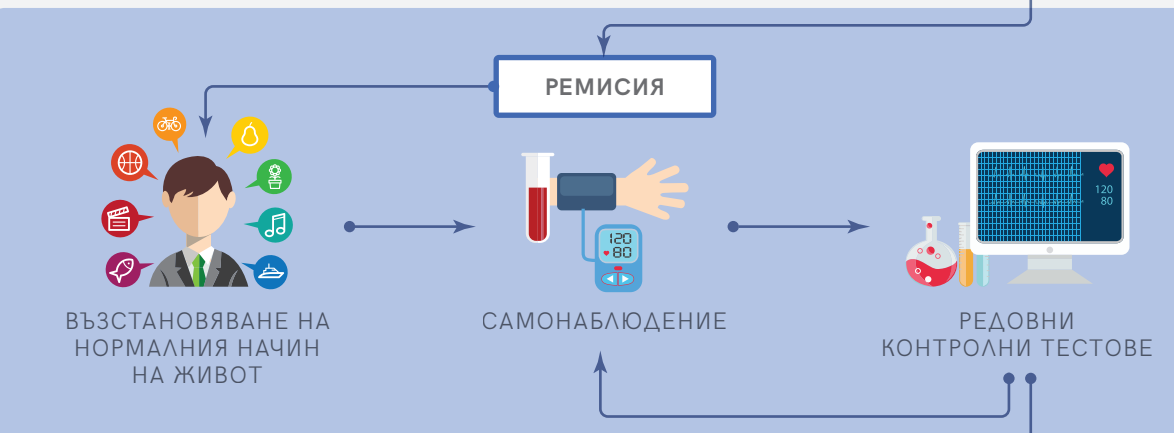 РЕМИСИЯ
120
80
120
80
ВЪЗСТАНОВЯВАНЕ НА
НОРМАЛНИЯ НАЧИН
НА ЖИВОТ
САМОНАБЛЮДЕНИЕ
РЕДОВНИ
КОНТРОЛНИ ТЕСТОВЕ